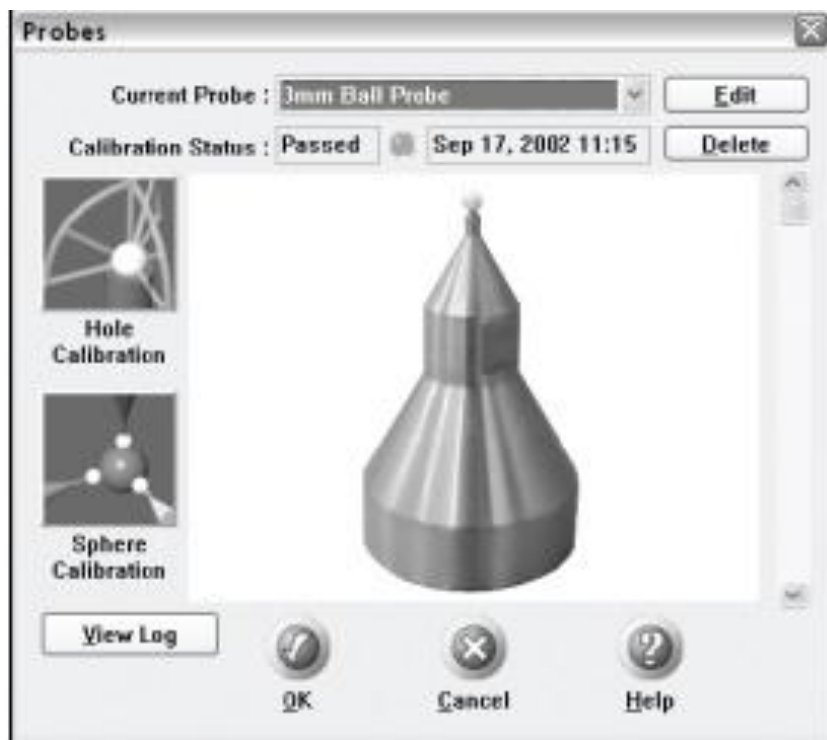 Probes
Current Probe : 3mm Ball Probe
Edit
Calibration Status : Passed
Sep 17, 2002 11:15
Delete
Hole
Calibration
Sphere
Calibration
View Log
OK
Cancel
Help